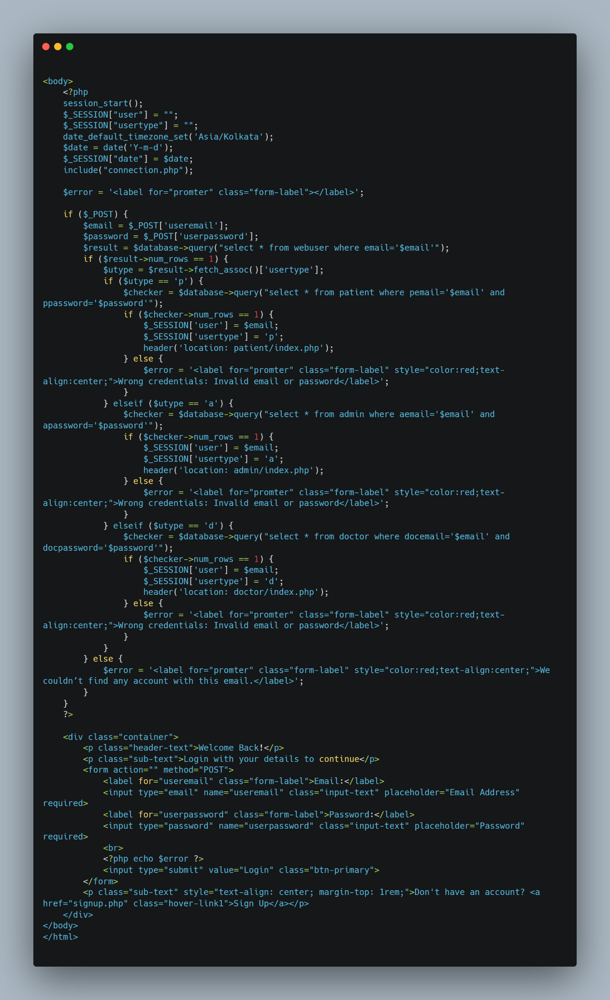 <body>
    <?php
    session_start();
    $_SESSION["user"] = "";
    $_SESSION["usertype"] = "";
    date_default_timezone_set('Asia/Kolkata');
    $date = date('Y-m-d');
    $_SESSION["date"] = $date;
    include("connection.php");

    $error = '<label for="promter" class="form-label"></label>';

    if ($_POST) {
        $email = $_POST['useremail'];
        $password = $_POST['userpassword'];
        $result = $database->query("select * from webuser where email='$email'");
        if ($result->num_rows == 1) {
            $utype = $result->fetch_assoc()['usertype'];
            if ($utype == 'p') {
                $checker = $database->query("select * from patient where pemail='$email' and
ppassword='$password'");
                if ($checker->num_rows == 1) {
                    $_SESSION['user'] = $email;
                    $_SESSION['usertype'] = 'p';
                    header('location: patient/index.php');
                } else {
                    $error = '<label for="promter" class="form-label" style="color:red;text-
align:center;">Wrong credentials: Invalid email or password</label>';
                }
            } elseif ($utype == 'a') {
                $checker = $database->query("select * from admin where aemail='$email' and
apassword='$password'");
                if ($checker->num_rows == 1) {
                    $_SESSION['user'] = $email;
                    $_SESSION['usertype'] = 'a';
                    header('location: admin/index.php');
                } else {
                    $error = '<label for="promter" class="form-label" style="color:red;text-
align:center;">Wrong credentials: Invalid email or password</label>';
                }
            } elseif ($utype == 'd') {
                $checker = $database->query("select * from doctor where docemail='$email' and
docpassword='$password'");
                if ($checker->num_rows == 1) {
                    $_SESSION['user'] = $email;
                    $_SESSION['usertype'] = 'd';
                    header('location: doctor/index.php');
                } else {
                    $error = '<label for="promter" class="form-label" style="color:red;text-
align:center;">Wrong credentials: Invalid email or password</label>';
                }
            }
        } else {
            $error = '<label for="promter" class="form-label" style="color:red;text-align:center;">We
couldn’t find any account with this email.</label>';
        }
    }
    ?>

    <div class="container">
        <p class="header-text">Welcome Back!</p>
        <p class="sub-text">Login with your details to continue</p>
        <form action="" method="POST">
            <label for="useremail" class="form-label">Email:</label>
            <input type="email" name="useremail" class="input-text" placeholder="Email Address"
required>
            <label for="userpassword" class="form-label">Password:</label>
            <input type="password" name="userpassword" class="input-text" placeholder="Password"
required>
            <br>
            <?php echo $error ?>
            <input type="submit" value="Login" class="btn-primary">
        </form>
        <p class="sub-text" style="text-align: center; margin-top: 1rem;">Don't have an account? <a
href="signup.php" class="hover-link1">Sign Up</a></p>
    </div>
</body>
</html>